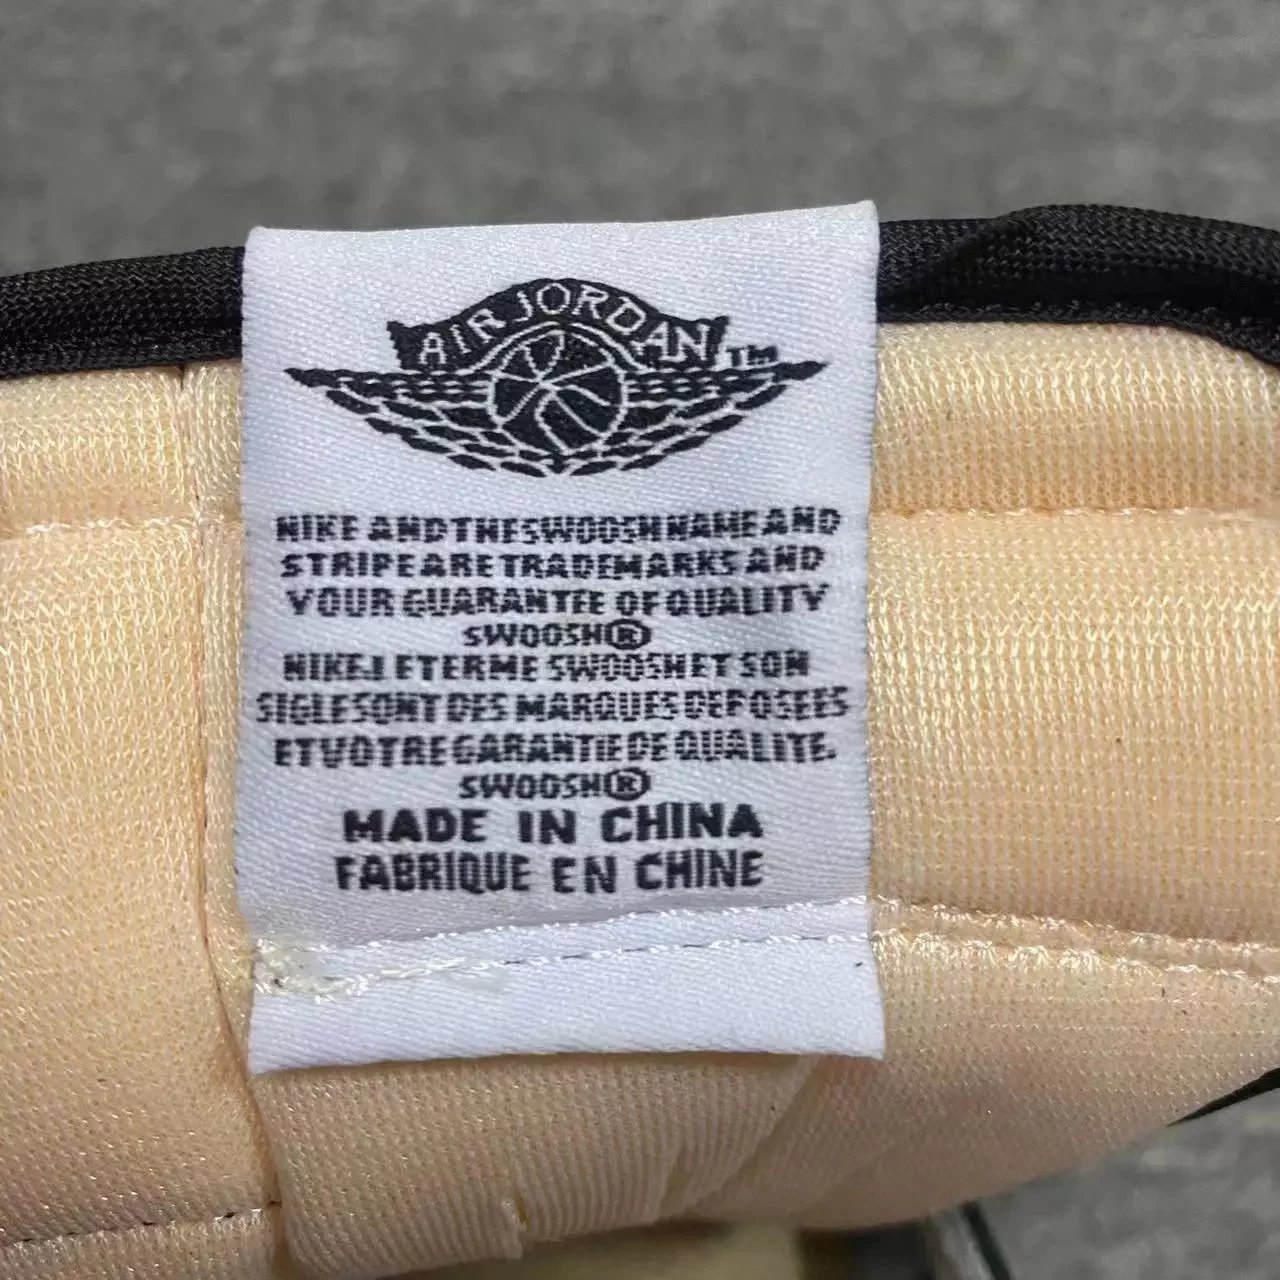 AIR JORDAN TM
NIKE AND THE SWOOSH NAME AND
STRIPE ARE TRADEMARKS AND
YOUR GUARANTEE OF QUALITY
SWOOSH®
NIKE.LE TERME SWOOSH ET SON
SIGLE SONT DES MARQUES DEPOSEES
ET VOTRE GARANTIE DE QUALITE.
SWOOSH®
MADE IN CHINA
FABRIQUE EN CHINE